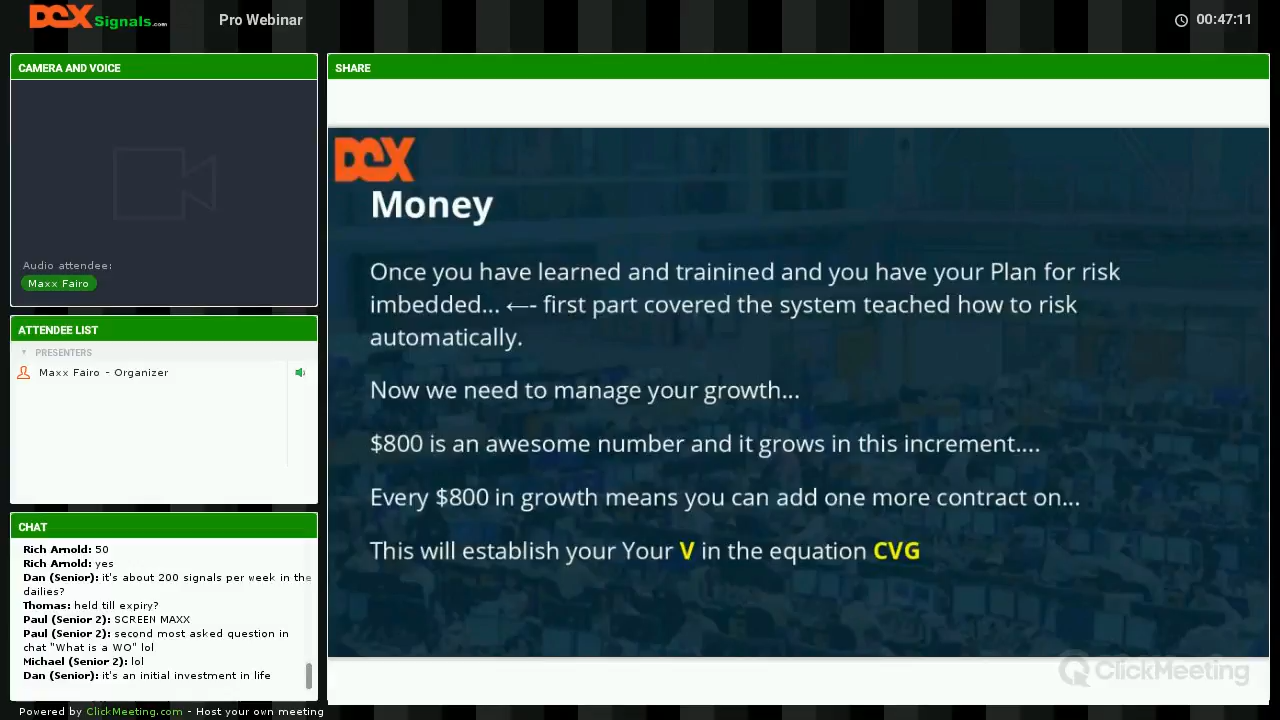 DCX Signals.com
Pro Webinar
00:47:11
CAMERA AND VOICE
Audio attendee:
Maxx Fairo
ATTENDEE LIST
PRESENTERS
Maxx Fairo - Organizer
CHAT
Rich Arnold: 50
Rich Arnold: yes
Dan (Senior): it's about 200 signals per week in the
dailies?
Thomas: held till expiry?
Paul (Senior 2): SCREEN MAXX
Paul (Senior 2): second most asked question in
chat "What is a WO" lol
Michael (Senior 2): lol
Dan (Senior): it's an initial investment in life
Powered by ClickMeeting.com - Host your own meeting
SHARE
DCX
Money
Once you have learned and trainined and you have your Plan for risk
imbedded... ←- first part covered the system teached how to risk
automatically.
Now we need to manage your growth...
$800 is an awesome number and it grows in this increment....
Every $800 in growth means you can add one more contract on...
This will establish your Your V in the equation CVG
ClickMeeting